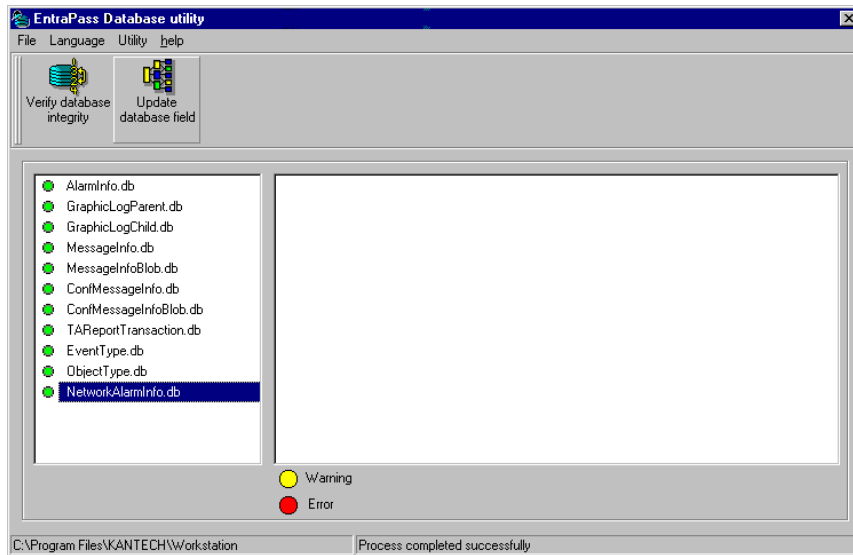 EntraPass Database utility
File Language Utility help
Verify database integrity
Update database field
AlarmInfo.db
GraphicLogParent.db
GraphicLogChild.db
MessageInfo.db
MessageInfoBlob.db
ConfMessageInfo.db
ConfMessageInfoBlob.db
TAReportTransaction.db
EventType.db
ObjectType.db
NetworkAlarmInfo.db
Warning
Error
C:\Program Files\KANTECH\Workstation
Process completed successfully